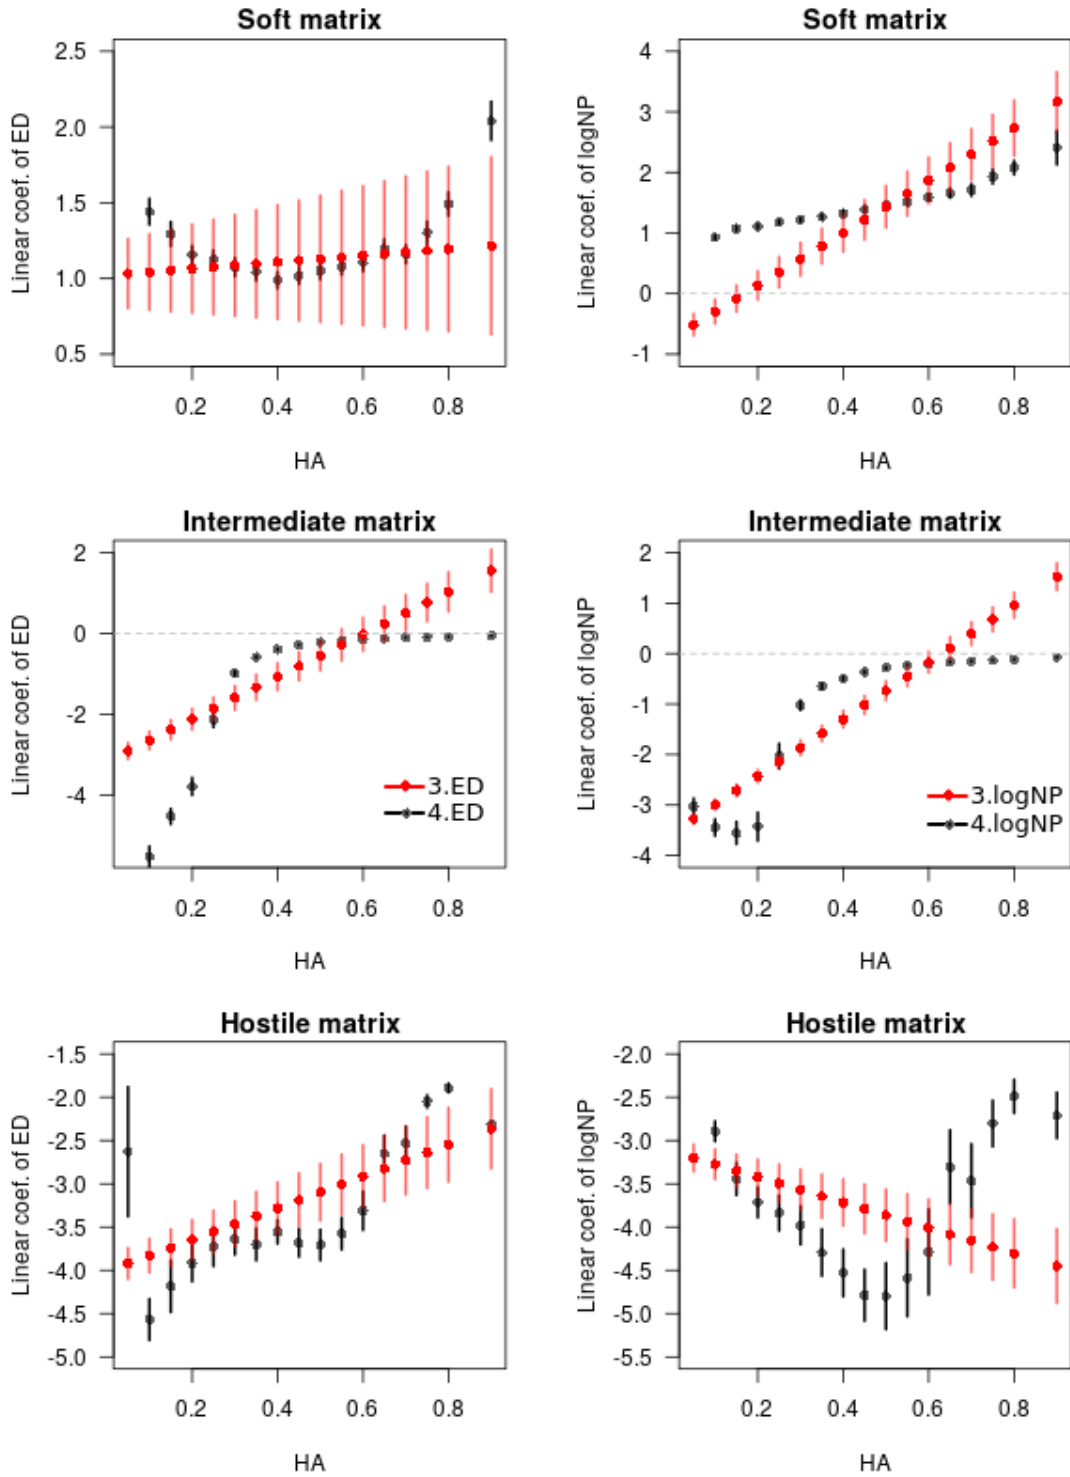 Soft matrix
Linear coef. of ED
2.5
2.0
1.5
1.0
0.5
0.2 0.4 0.6 0.8
HA
Soft matrix
Linear coef. of logNP
4
3
2
1
0
-1
0.2 0.4 0.6 0.8
HA
Intermediate matrix
Linear coef. of ED
2
0
-2
-4
3.ED
4.ED
0.2 0.4 0.6 0.8
HA
Intermediate matrix
Linear coef. of logNP
2
1
0
-1
-2
-3
-4
3.logNP
4.logNP
0.2 0.4 0.6 0.8
HA
Hostile matrix
Linear coef. of ED
-1.5
-2.0
-2.5
-3.0
-3.5
-4.0
-4.5
-5.0
0.2 0.4 0.6 0.8
HA
Hostile matrix
Linear coef. of logNP
-2.0
-2.5
-3.0
-3.5
-4.0
-4.5
-5.0
-5.5
0.2 0.4 0.6 0.8
HA